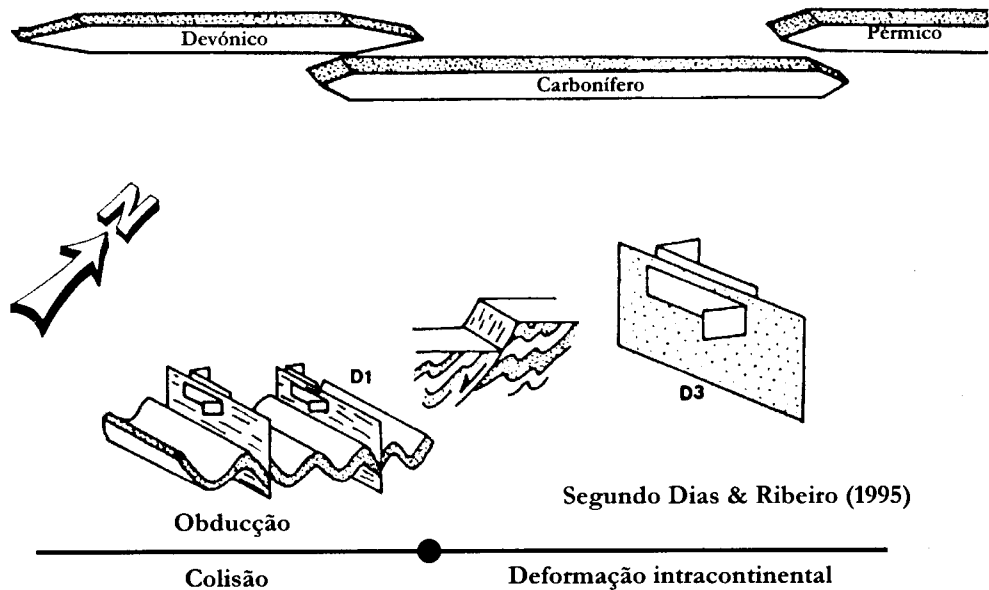 Devónico
Pérmico
Carbonífero
N
D1
D3
Segundo Dias & Ribeiro (1995)
Obducção
Colisão
Deformação intracontinental